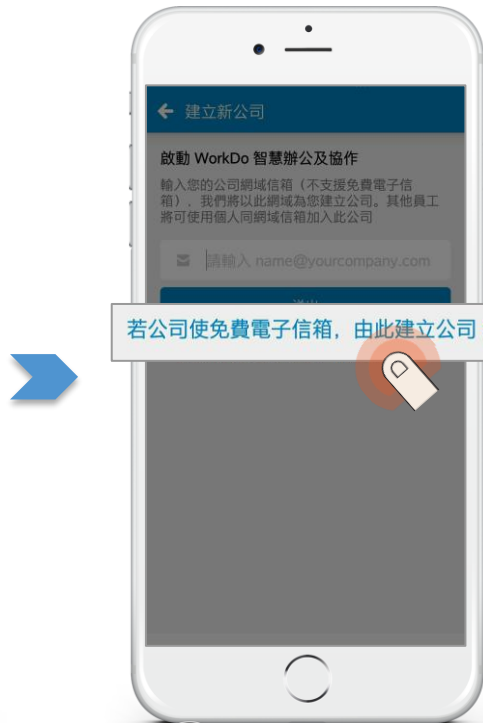 建立新公司
啟動 WorkDo 智慧辦公及協作
輸入您的公司網域信箱（不支援免費電子信
箱）、我們將以此網域為您建立公司。其他員工
將可使用個人同網域信箱加入此公司
請輸入 name@yourcompany.com
若公司使免費電子信箱，由此建立公司